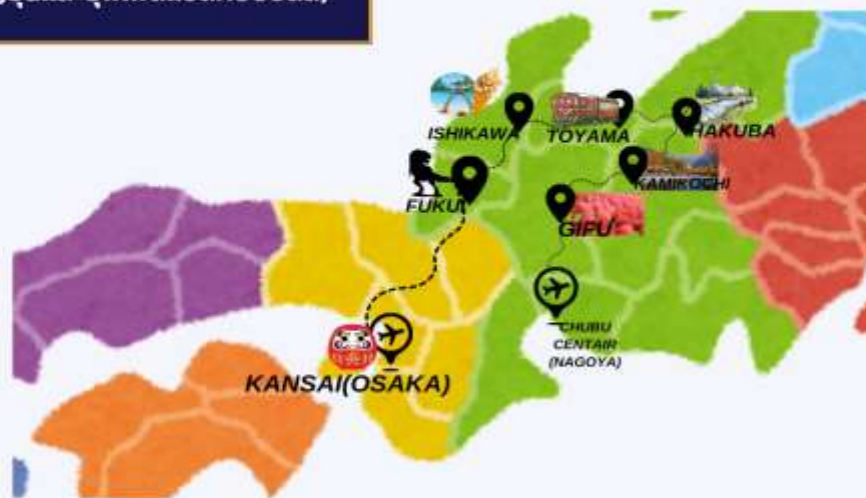 ISHIKAWA
TOYAMA
HAKUBA
KAMIKOCHI
FUKUI
GIFU
CHUBU
CENTAIR
(NAGOYA)
KANSAI(OSAKA)